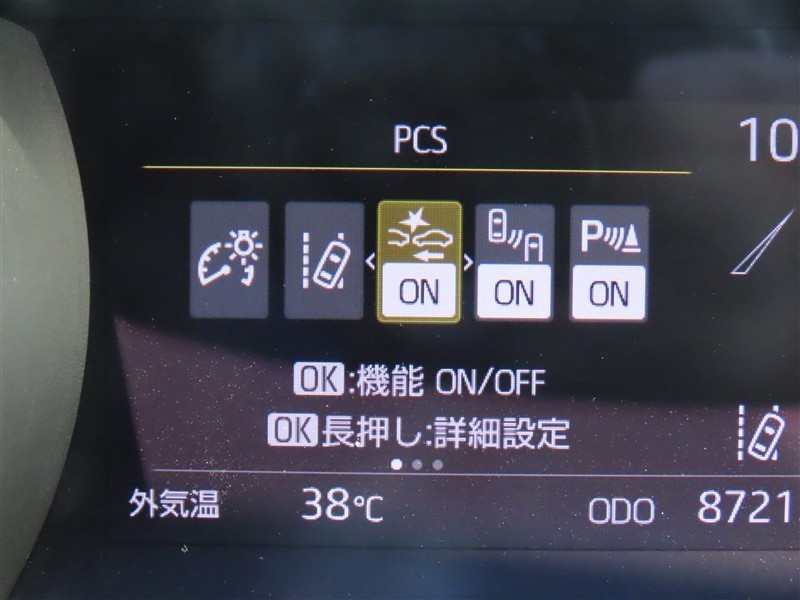 PCS
10
ON ON P ON
OK:機能 ON/OFF
OK長押し:詳細設定
外気温 38℃ ODO 8721